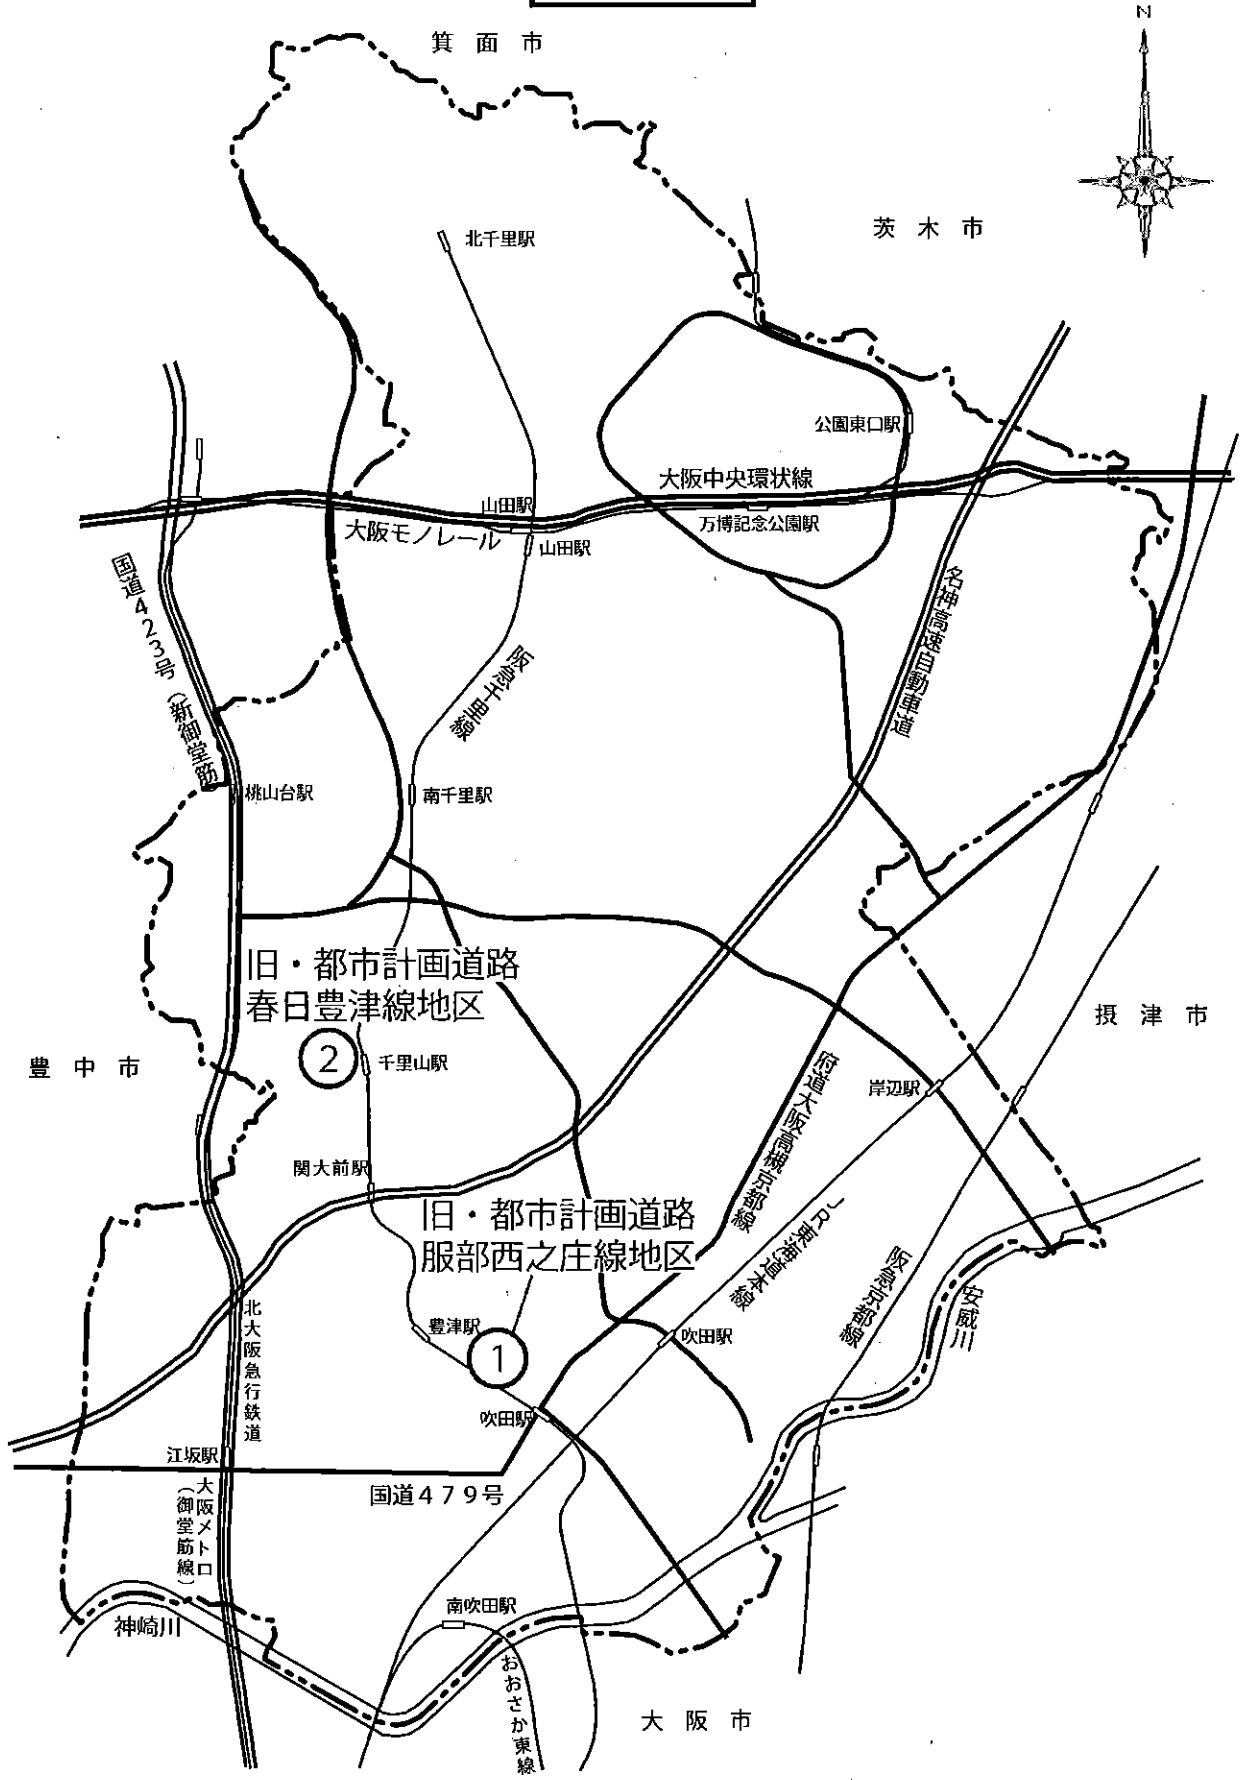 箕面市
N
茨木市
北千里駅
公園東口駅
大阪中央環状線
山田駅
万博記念公園駅
大阪モノレール
山田駅
国道423号（新御堂筋
名神高速自動車道
阪急千里線
桃山台駅
南千里駅
旧・都市計画道路
春日豊津線地区
②
千里山駅
摂津市
豊中市
府道大阪高槻京都線
岸辺駅
関大前駅
旧・都市計画道路
服部西之庄線地区
JR東海道本線
阪急京都線
安威川
北大阪急行鉄道
豊津駅
①
吹田駅
吹田駅
江坂駅
国道479号
大阪メトロ
（御堂筋線）
南吹田駅
神崎川
おおさか東線
大阪市